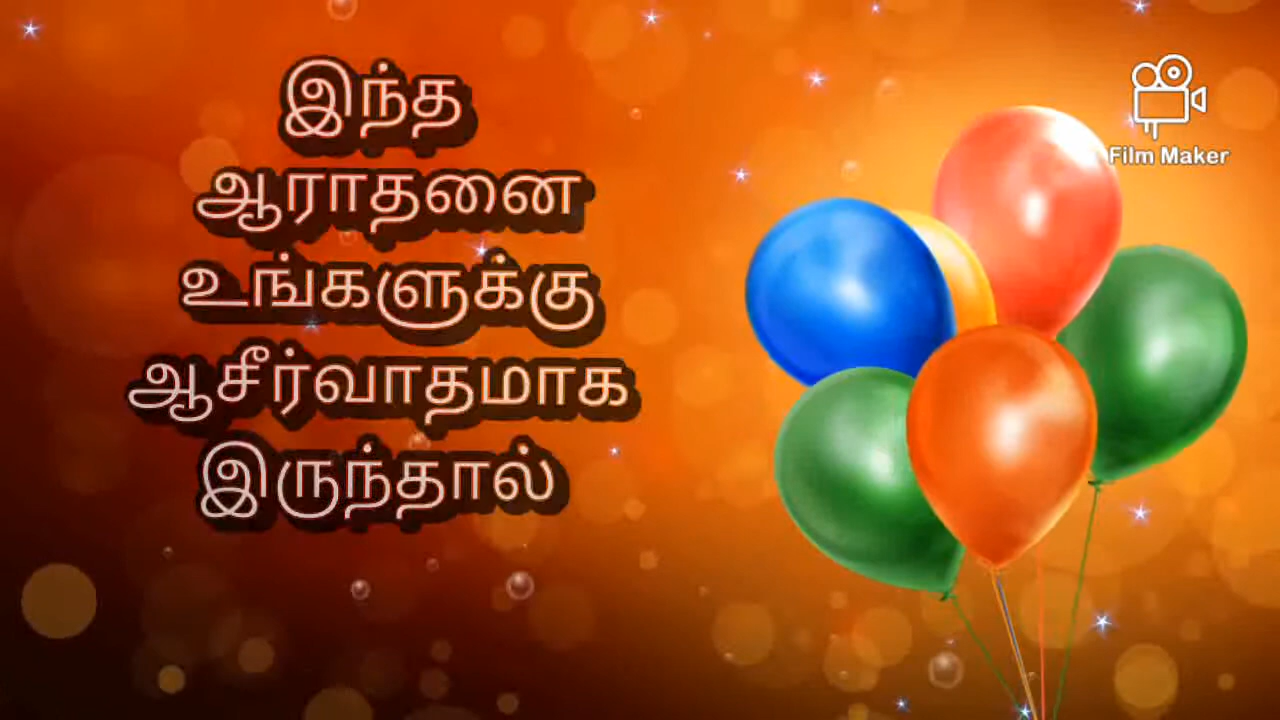 இந்த
ஆராதனை
உங்களுக்கு
ஆசீர்வாதமாக
இருந்தால்
Film Maker